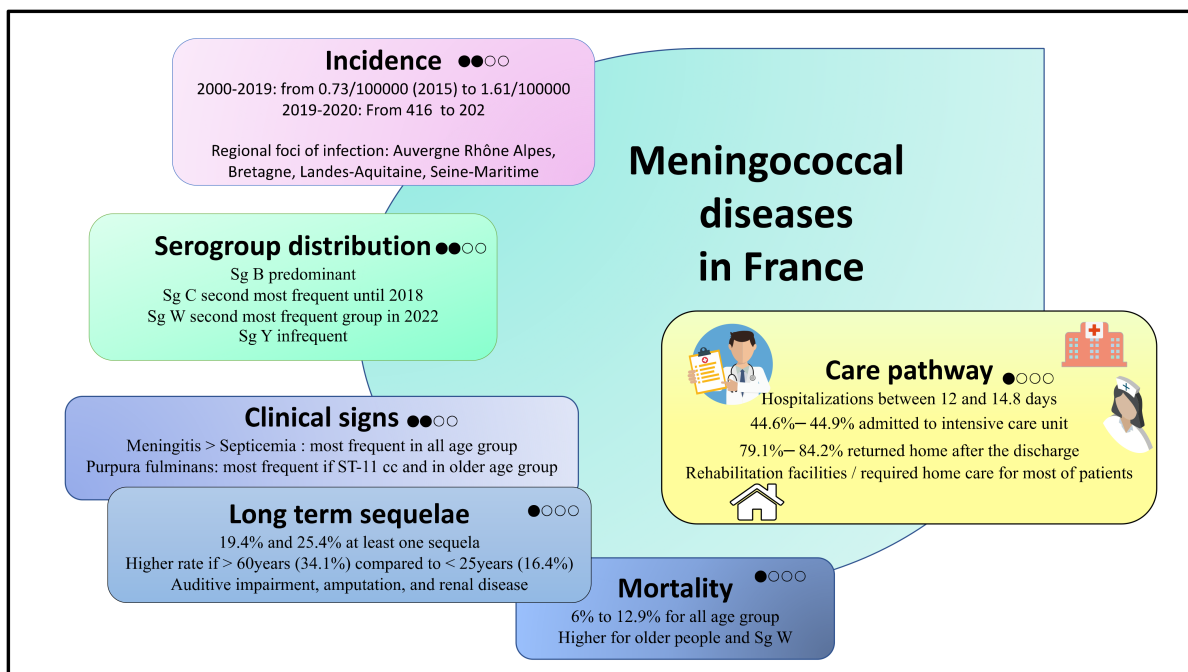 Incidence ●●○○
2000-2019: from 0.73/100000 (2015) to 1.61/100000
2019-2020: From 416 to 202
Regional foci of infection: Auvergne Rhône Alpes,
Bretagne, Landes-Aquitaine, Seine-Maritime
Meningococcal
diseases
in France
Serogroup distribution ●●○○
Sg B predominant
Sg C second most frequent until 2018
Sg W second most frequent group in 2022
Sg Y infrequent
Care pathway ●○○○
Hospitalizations between 12 and 14.8 days
44.6%–44.9% admitted to intensive care unit
79.1%–84.2% returned home after the discharge
Rehabilitation facilities / required home care for most of patients
Clinical signs ●●○○
Meningitis > Septicemia : most frequent in all age group
Purpura fulminans: most frequent if ST-11 cc and in older age group
Long term sequelae ●○○○
19.4% and 25.4% at least one sequela
Higher rate if > 60years (34.1%) compared to < 25years (16.4%)
Auditive impairment, amputation, and renal disease
Mortality ●○○○
6% to 12.9% for all age group
Higher for older people and Sg W